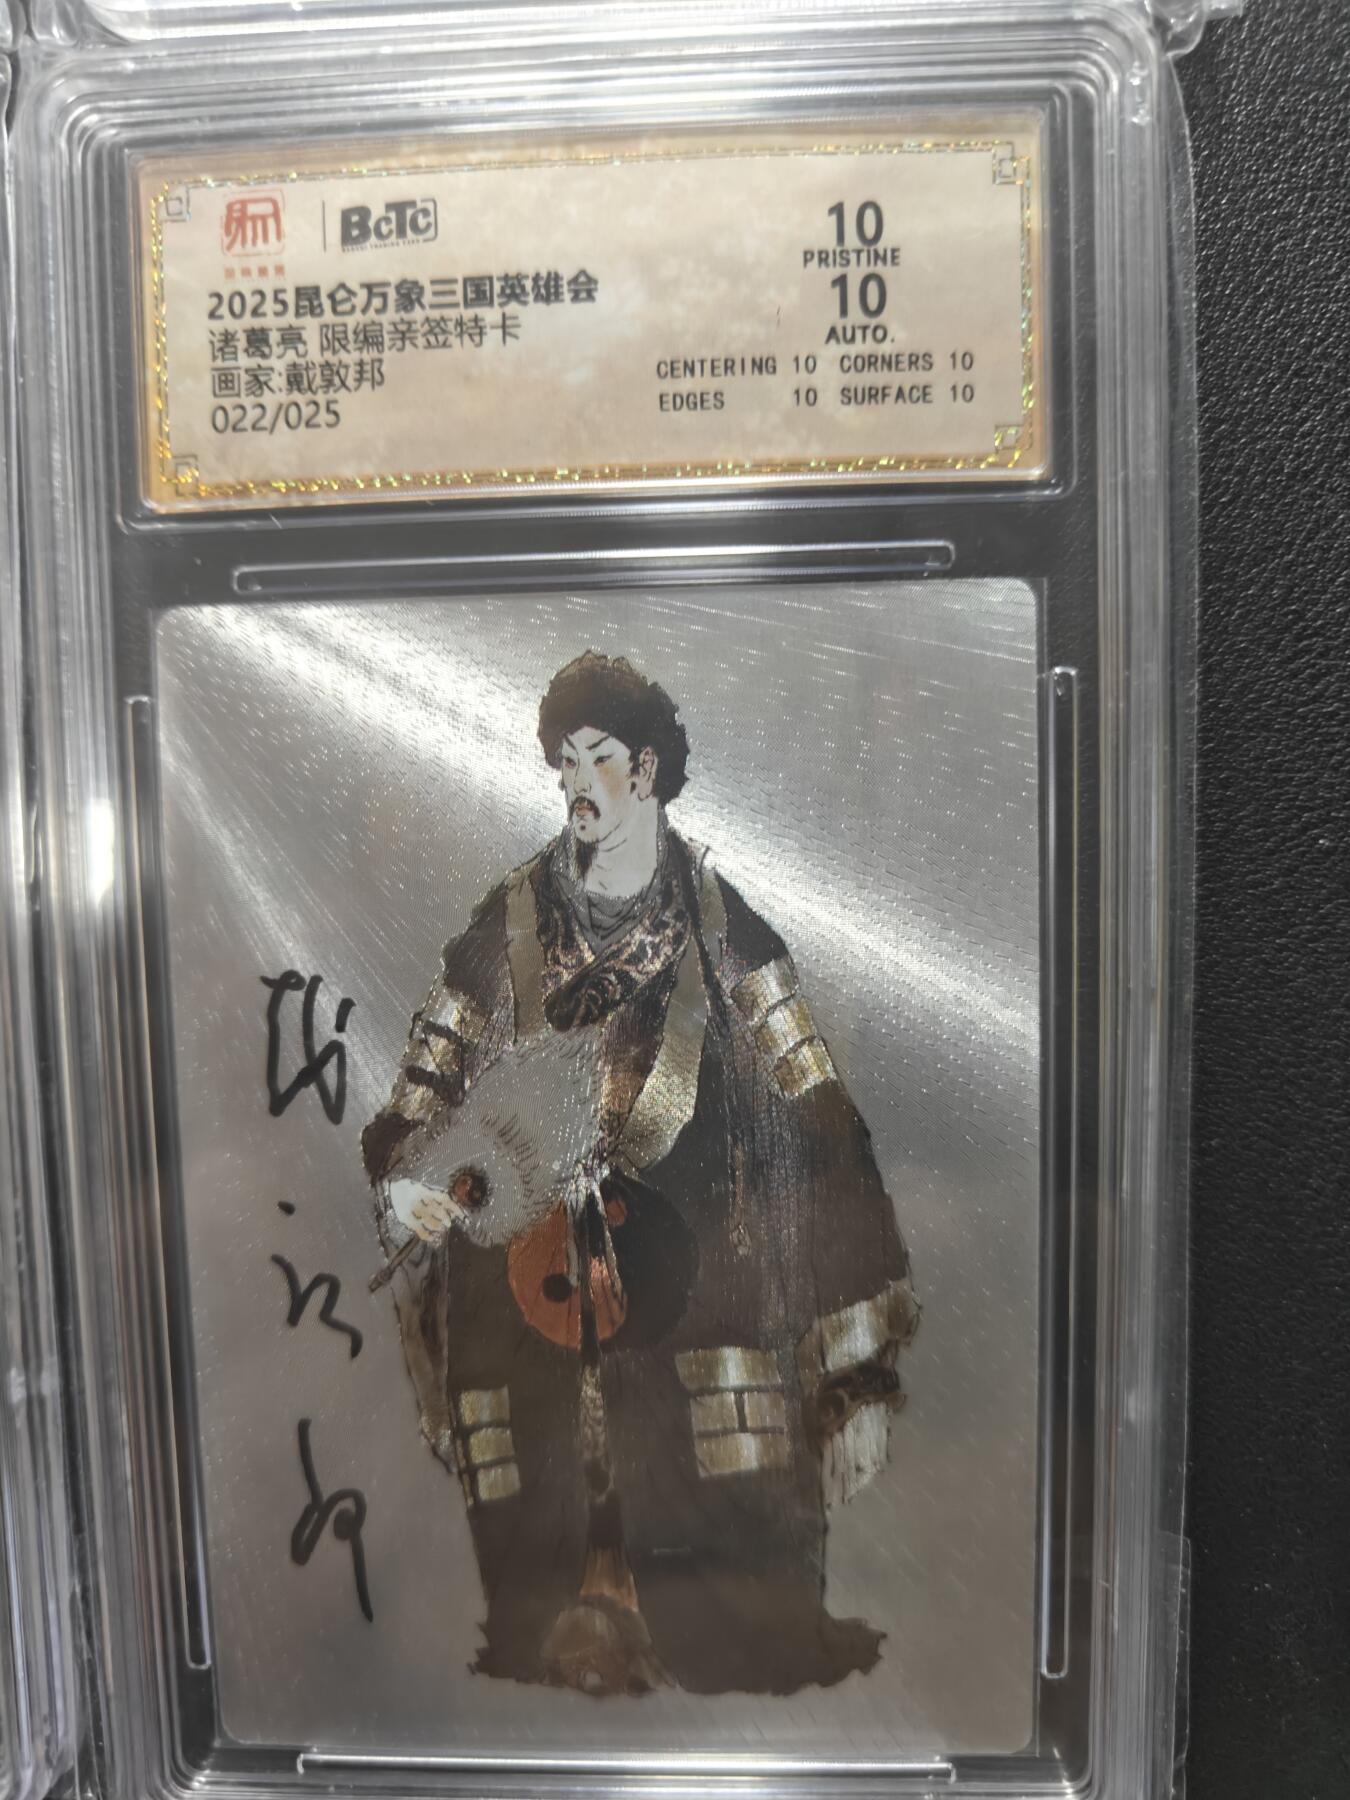 BCTC
2025昆仑万象三国英雄会
诸葛亮 限编亲签特卡
画家:戴敦邦
022/025
10
PRISTINE
10
AUTO.
CENTERING 10 CORNERS 10
EDGES 10 SURFACE 10